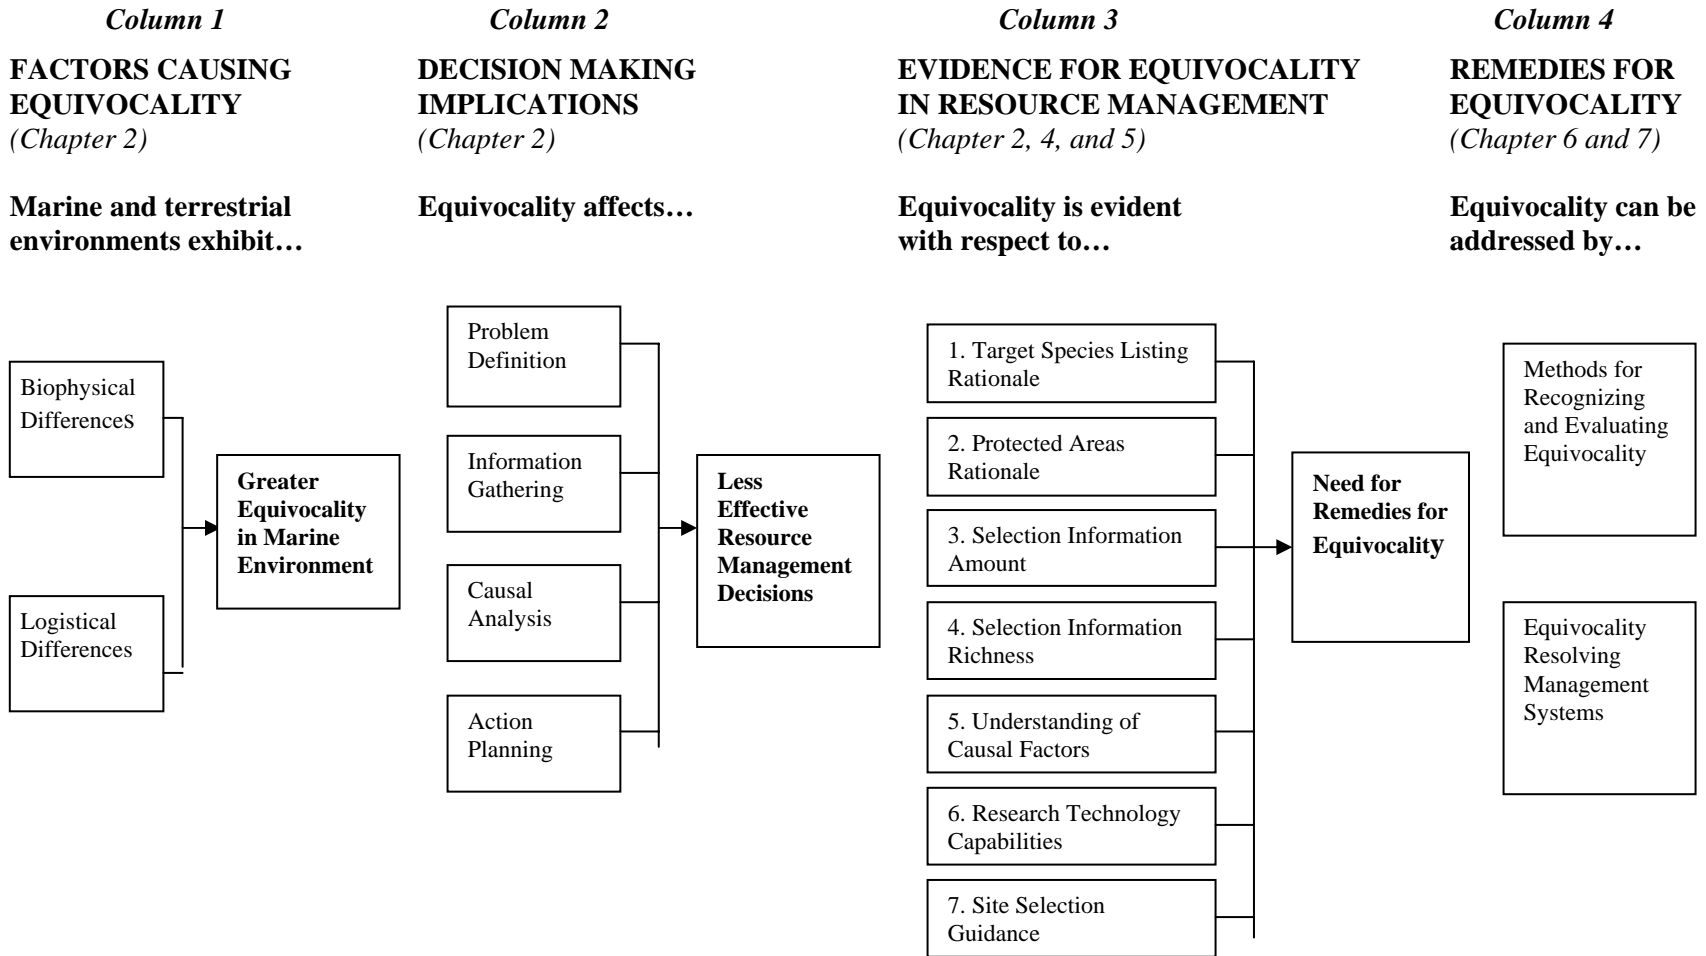 Column 1
FACTORS CAUSING
EQUIVOCALITY
(Chapter 2)
Marine and terrestrial
environments exhibit…
Biophysical
Differences
Logistical
Differences
Greater
Equivocality
in Marine
Environment
Column 2
DECISION MAKING
IMPLICATIONS
(Chapter 2)
Equivocality affects…
Problem
Definition
Information
Gathering
Causal
Analysis
Action
Planning
Less
Effective
Resource
Management
Decisions
Column 3
EVIDENCE FOR EQUIVOCALITY
IN RESOURCE MANAGEMENT
(Chapter 2, 4, and 5)
Equivocality is evident
with respect to…
1. Target Species Listing
Rationale
2. Protected Areas
Rationale
3. Selection Information
Amount
4. Selection Information
Richness
5. Understanding of
Causal Factors
6. Research Technology
Capabilities
7. Site Selection
Guidance
Need for
Remedies for
Equivocality
Column 4
REMEDIES FOR
EQUIVOCALITY
(Chapter 6 and 7)
Equivocality can be
addressed by…
Methods for
Recognizing
and Evaluating
Equivocality
Equivocality
Resolving
Management
Systems